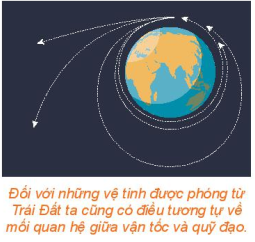 Đối với những vệ tinh được phóng từ
Trái Đất ta cũng có điều tương tự về
mối quan hệ giữa vận tốc và quỹ đạo.